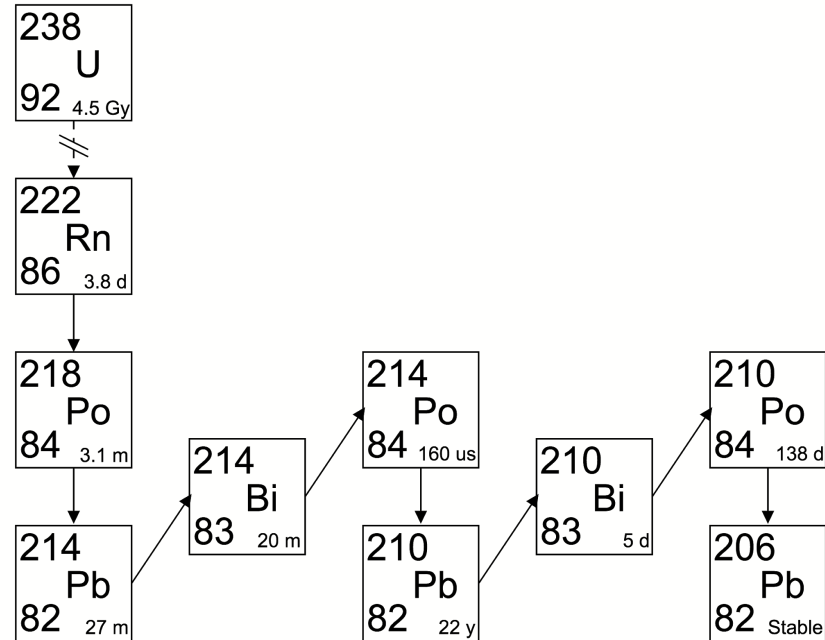 238
U
92 4.5 Gy
222
Rn
86 3.8 d
218
Po
84 3.1 m
214
Pb
82 27 m
214
Bi
83 20 m
214
Po
84 160 us
210
Pb
82 22 y
210
Bi
83 5 d
210
Po
84 138 d
206
Pb
82 Stable